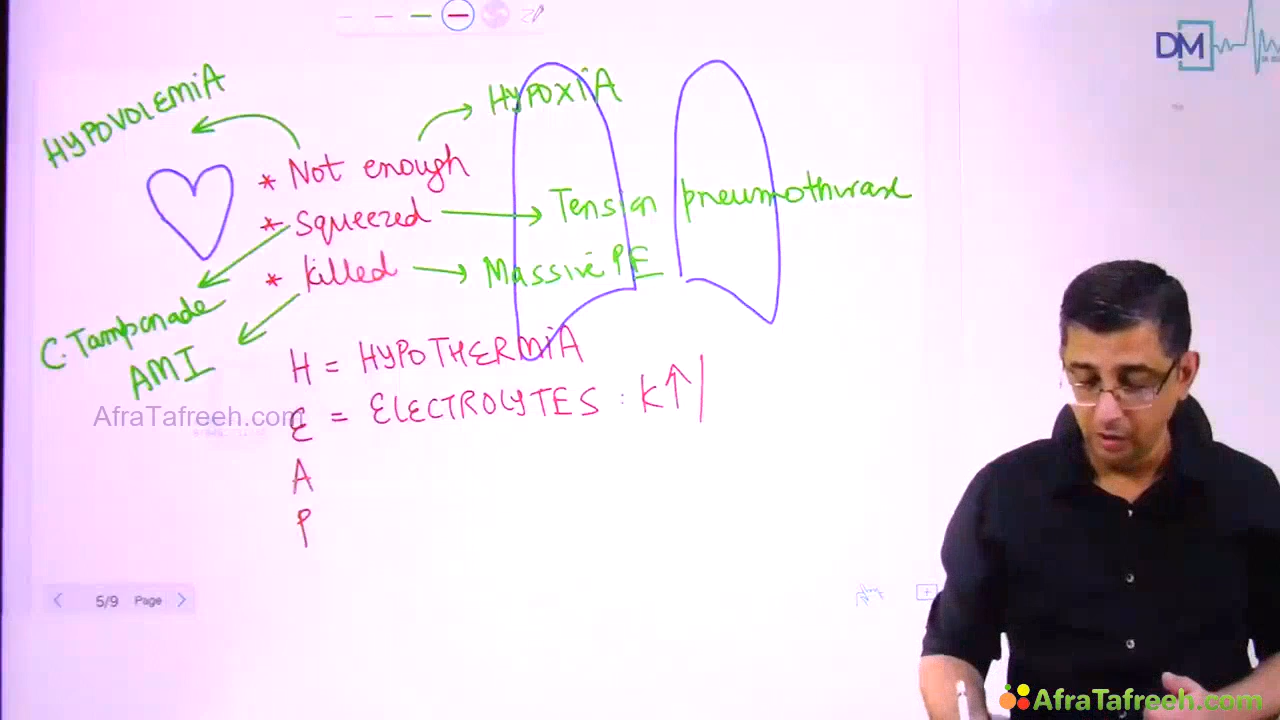 DM
HYPOVOLEMiA
HYPOXiA
* Not enough
* Squeezed
Tension pneumothorax
* killed
Massive PE
C. Tamponade
AMI
H = HYPOTHERMiA
E = ELECTROLYTES : K↑/
A
P
AfraTafreeh.com
5/9 Page
AfraTafreeh.com